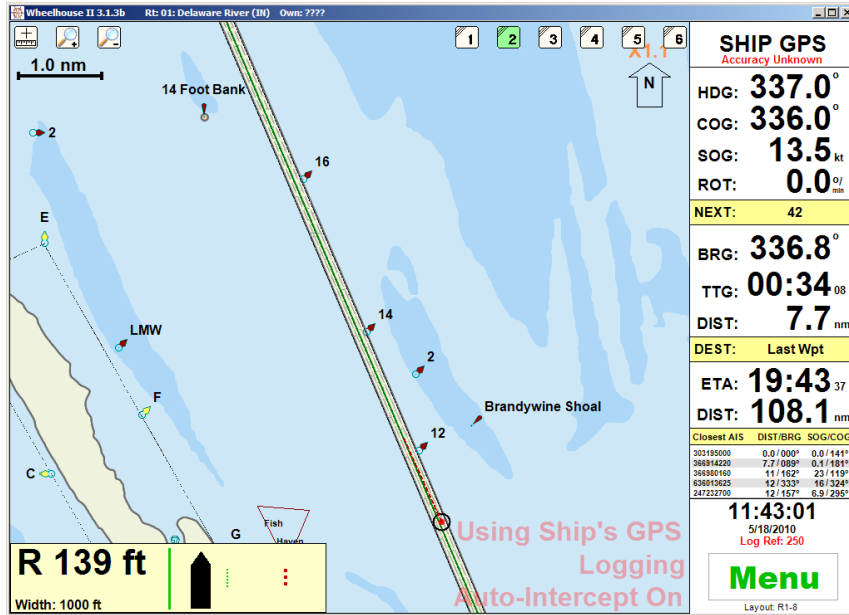 Wheelhouse II 3.1.3b Rt: 01: Delaware River (IN) Own: ????
1 2 3 4 5 6
X1.1
1.0 nm
N
14 Foot Bank
2
16
E
14
LMW
2
F
Brandywine Shoal
12
C
G
Fish
Haven
Using Ship's GPS
Logging
Auto-Intercept On
R 139 ft
Width: 1000 ft
SHIP GPS
Accuracy Unknown
HDG: 337.0°
COG: 336.0°
SOG: 13.5 kt
ROT: 0.0 °/min
NEXT: 42
BRG: 336.8°
TTG: 00:34 08
DIST: 7.7 nm
DEST: Last Wpt
ETA: 19:43 37
DIST: 108.1 nm
Closest AIS DIST/BRG SOG/COG
303195000 0.0 / 000° 0.0 / 141°
366914220 7.7 / 089° 0.1 / 181°
366980160 11 / 162° 23 / 119°
636013625 12 / 333° 16 / 324°
247232700 12 / 157° 6.9 / 295°
11:43:01
5/18/2010
Log Ref: 250
Menu
Layout: R1-8